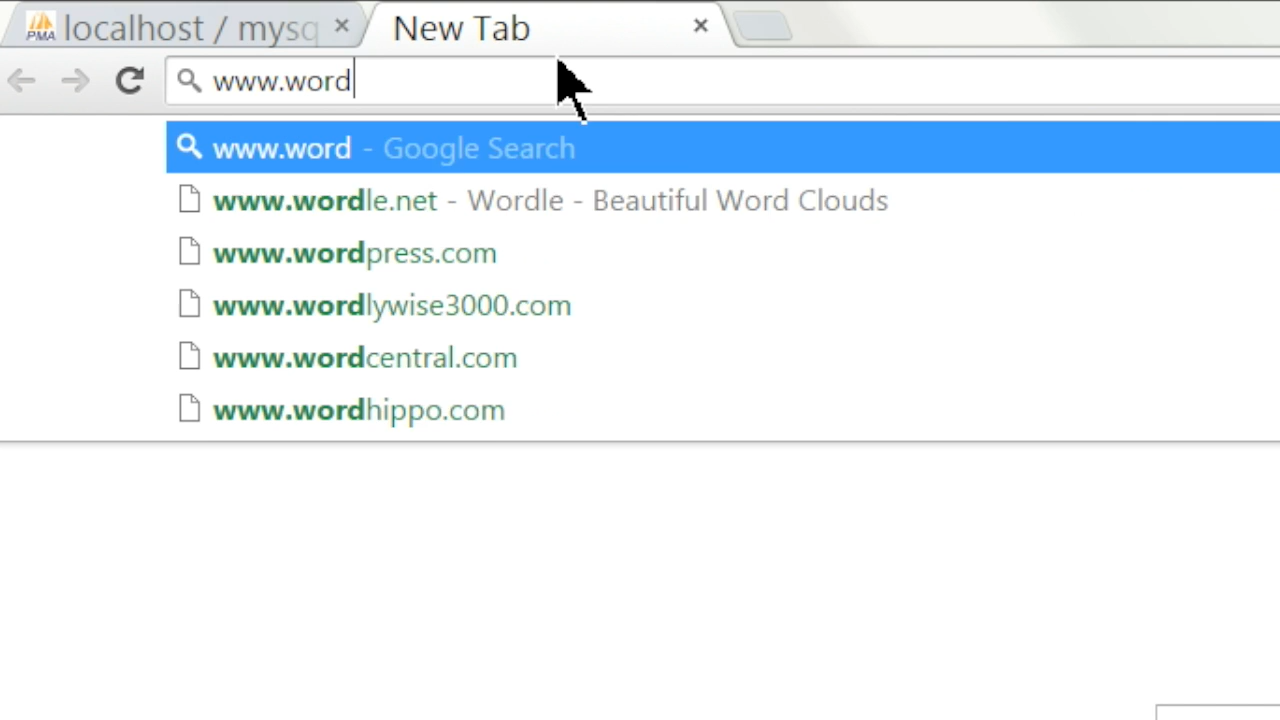 PMA localhost / mysq
New Tab
www.word
www.word - Google Search
www.wordle.net - Wordle - Beautiful Word Clouds
www.wordpress.com
www.wordlywise3000.com
www.wordcentral.com
www.wordhippo.com